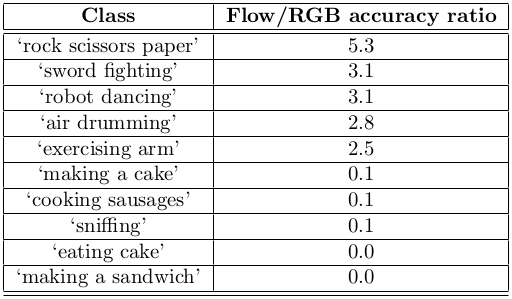 Class Flow/RGB accuracy ratio
‘rock scissors paper’ 5.3
‘sword fighting’ 3.1
‘robot dancing’ 3.1
‘air drumming’ 2.8
‘exercising arm’ 2.5
‘making a cake’ 0.1
‘cooking sausages’ 0.1
‘sniffing’ 0.1
‘eating cake’ 0.0
‘making a sandwich’ 0.0